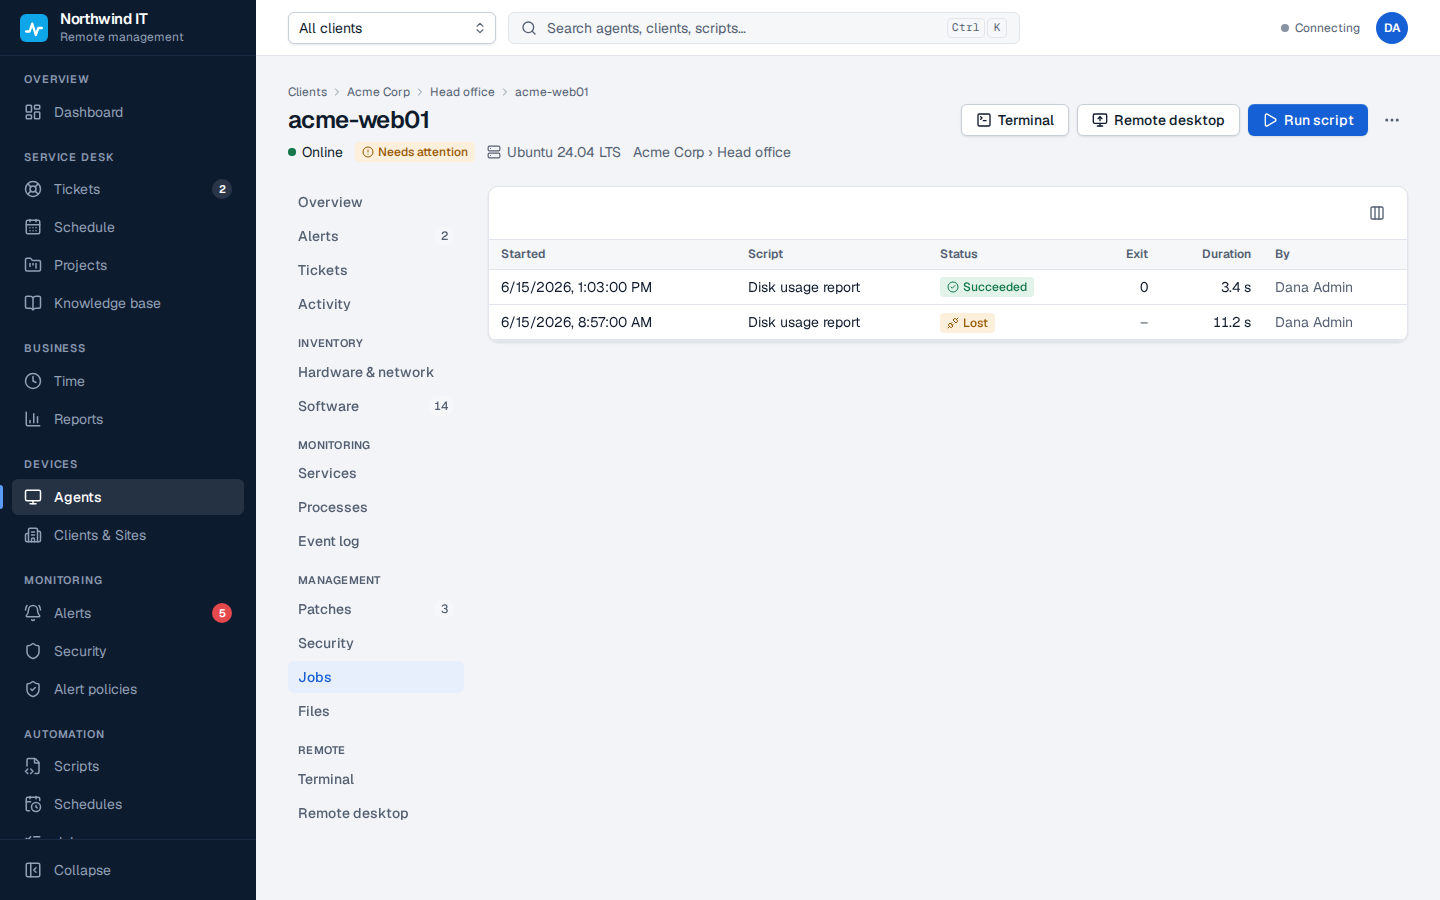 Northwind IT
Remote management
All clients
Search agents, clients, scripts...
Ctrl K
Connecting
DA
OVERVIEW
Dashboard
SERVICE DESK
Tickets 2
Schedule
Projects
Knowledge base
BUSINESS
Time
Reports
DEVICES
Agents
Clients & Sites
MONITORING
Alerts 5
Security
Alert policies
AUTOMATION
Scripts
Schedules
Collapse
Clients > Acme Corp > Head office > acme-web01
acme-web01
Terminal
Remote desktop
Run script
Online
Needs attention
Ubuntu 24.04 LTS
Acme Corp › Head office
Overview
Alerts 2
Tickets
Activity
INVENTORY
Hardware & network
Software 14
MONITORING
Services
Processes
Event log
MANAGEMENT
Patches 3
Security
Jobs
Files
REMOTE
Terminal
Remote desktop
Started Script Status Exit Duration By
6/15/2026, 1:03:00 PM Disk usage report Succeeded 0 3.4 s Dana Admin
6/15/2026, 8:57:00 AM Disk usage report Lost – 11.2 s Dana Admin